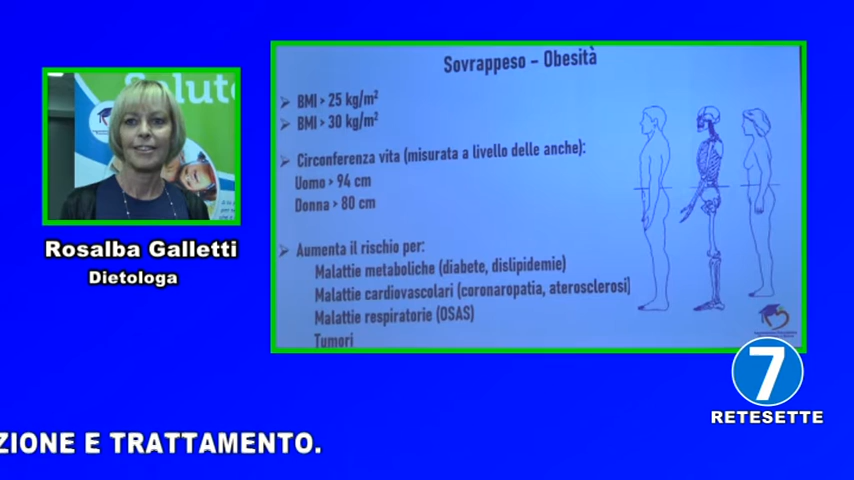 Salute
Rosalba Galletti
Dietologa
Sovrappeso – Obesità
➢ BMI > 25 kg/m²
➢ BMI > 30 kg/m²
➢ Circonferenza vita (misurata a livello delle anche):
Uomo > 94 cm
Donna > 80 cm
➢ Aumenta il rischio per:
Malattie metaboliche (diabete, dislipidemie)
Malattie cardiovascolari (coronaropatia, aterosclerosi)
Malattie respiratorie (OSAS)
Tumori
7
RETESETTE
ZIONE E TRATTAMENTO.